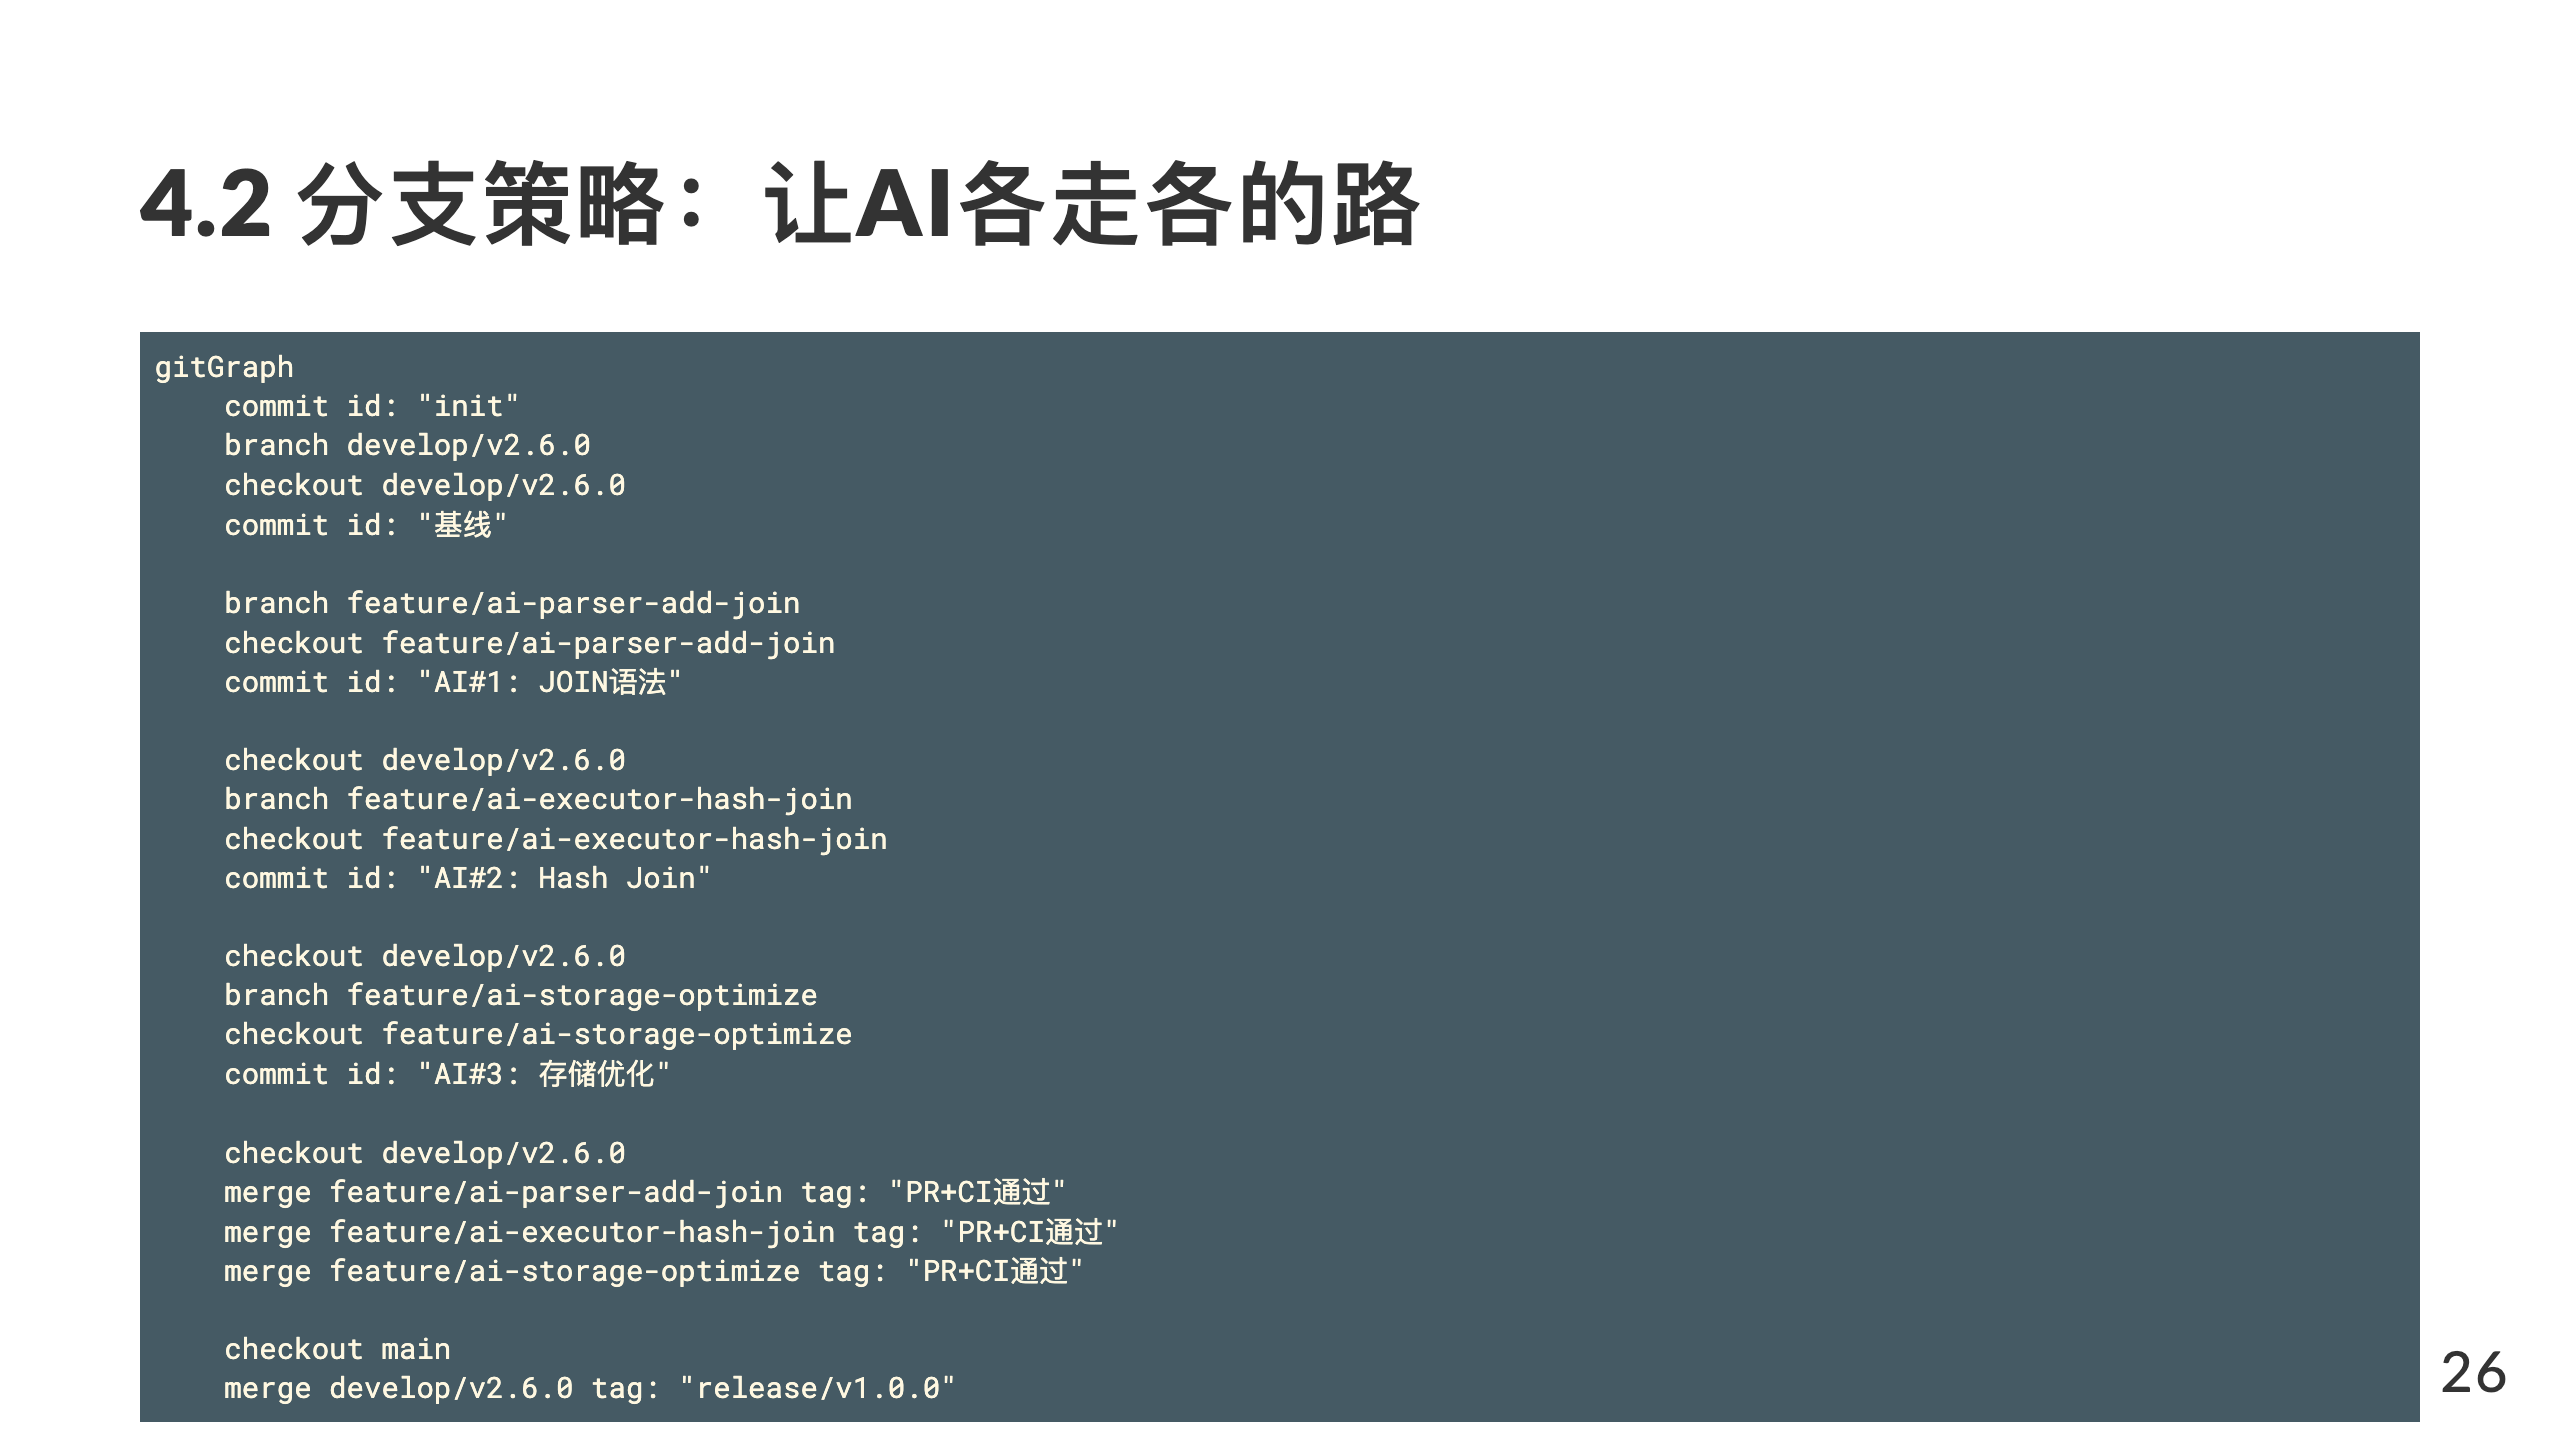 4.2 分支策略：让AI各走各的路
gitGraph
    commit id: "init"
    branch develop/v2.6.0
    checkout develop/v2.6.0
    commit id: "基线"

    branch feature/ai-parser-add-join
    checkout feature/ai-parser-add-join
    commit id: "AI#1: JOIN语法"

    checkout develop/v2.6.0
    branch feature/ai-executor-hash-join
    checkout feature/ai-executor-hash-join
    commit id: "AI#2: Hash Join"

    checkout develop/v2.6.0
    branch feature/ai-storage-optimize
    checkout feature/ai-storage-optimize
    commit id: "AI#3: 存储优化"

    checkout develop/v2.6.0
    merge feature/ai-parser-add-join tag: "PR+CI通过"
    merge feature/ai-executor-hash-join tag: "PR+CI通过"
    merge feature/ai-storage-optimize tag: "PR+CI通过"

    checkout main
    merge develop/v2.6.0 tag: "release/v1.0.0"
26